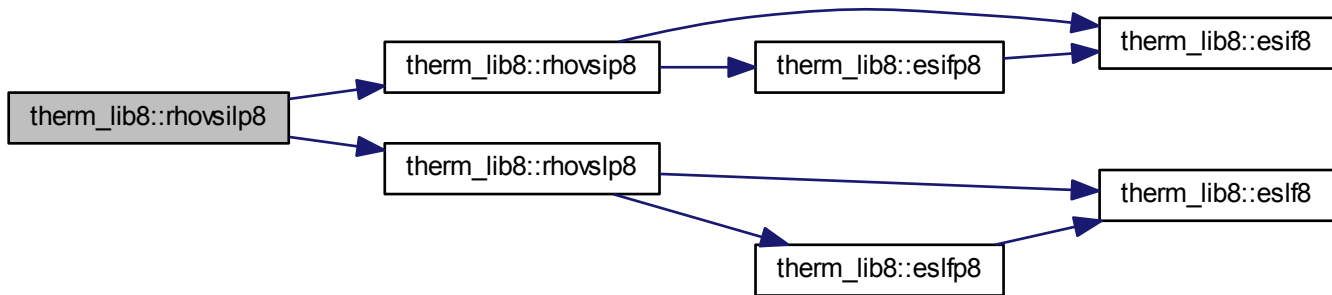 therm_lib8::rhovsilp8
therm_lib8::rhovsip8
therm_lib8::esifp8
therm_lib8::esif8
therm_lib8::rhovslp8
therm_lib8::eslf8
therm_lib8::eslfp8